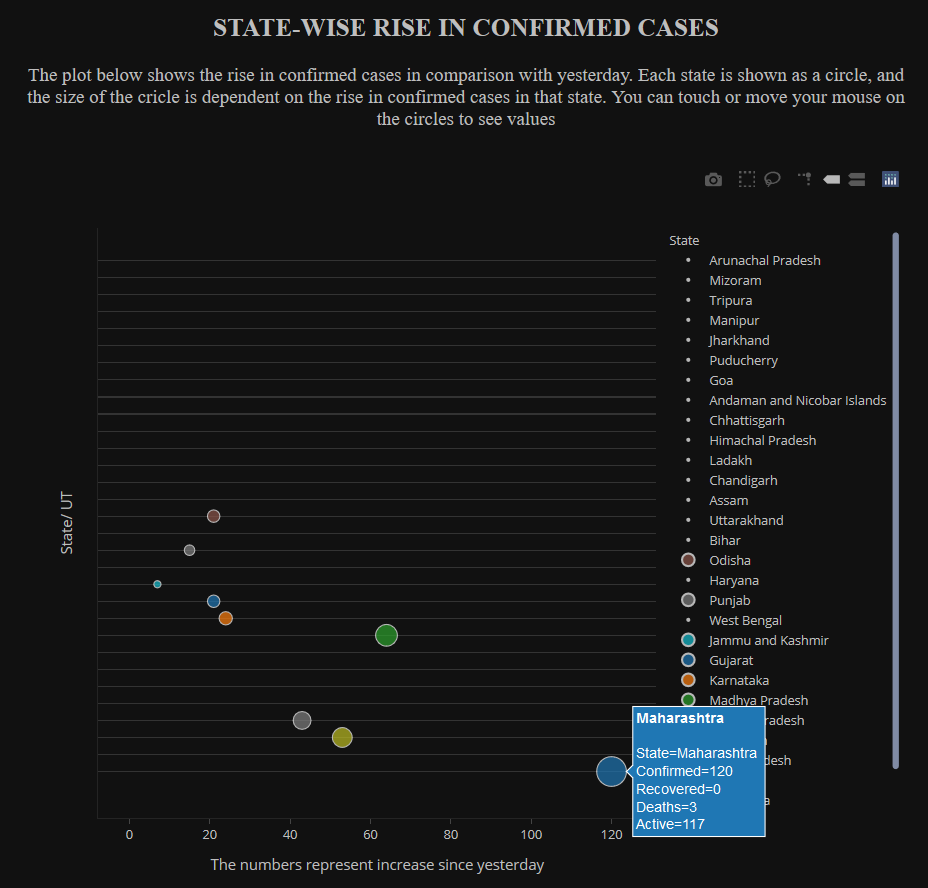 STATE-WISE RISE IN CONFIRMED CASES
The plot below shows the rise in confirmed cases in comparison with yesterday. Each state is shown as a circle, and
the size of the cricle is dependent on the rise in confirmed cases in that state. You can touch or move your mouse on
the circles to see values
State
Arunachal Pradesh
Mizoram
Tripura
Manipur
Jharkhand
Puducherry
Goa
Andaman and Nicobar Islands
Chhattisgarh
Himachal Pradesh
Ladakh
Chandigarh
Assam
Uttarakhand
Bihar
Odisha
Haryana
Punjab
West Bengal
Jammu and Kashmir
Gujarat
Karnataka
Madhya Pradesh
Maharashtra
State=Maharashtra
Confirmed=120
Recovered=0
Deaths=3
Active=117
State/ UT
0 20 40 60 80 100 120
The numbers represent increase since yesterday